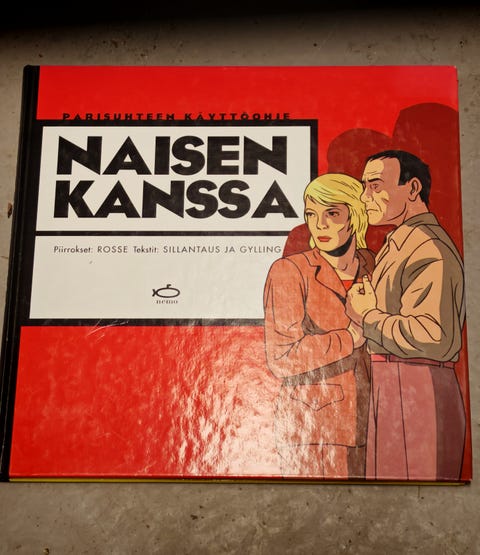 PARISUHTEEN KÄYTTÖOHJE
NAISEN
KANSSA
Piirrokset: ROSSE Tekstit: SILLANTAUS JA GYLLING
nemo